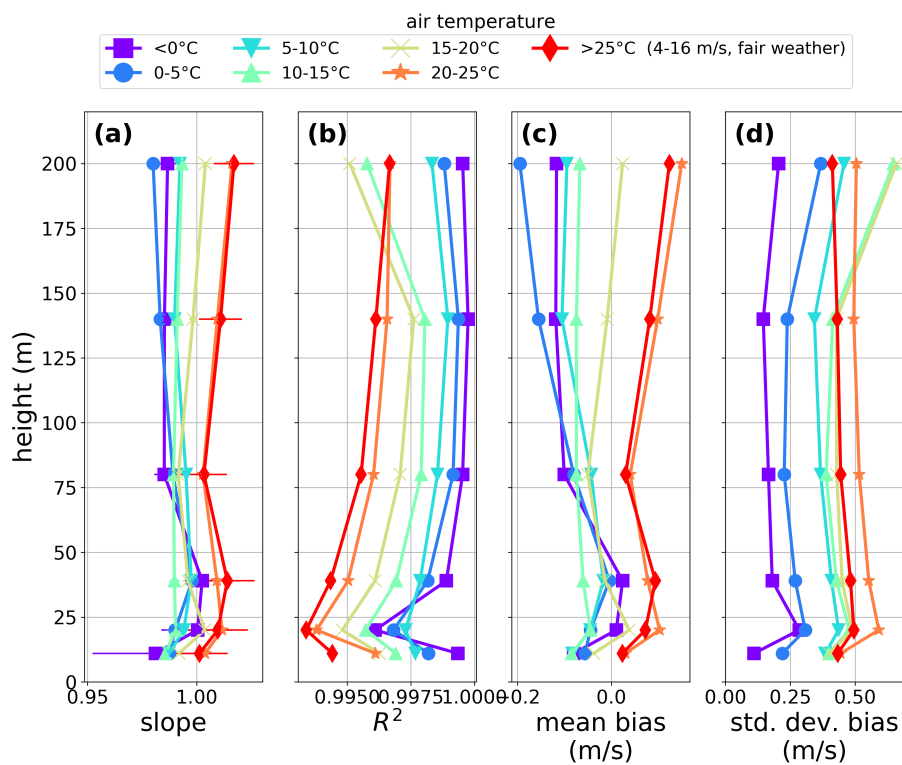 air temperature
<0°C 5-10°C 15-20°C >25°C (4-16 m/s, fair weather)
0-5°C 10-15°C 20-25°C
(a) (b) (c) (d)
200
175
150
125
100
75
50
25
0
height (m)
0.95 1.00 0.9950 0.9975 1.0000 −0.2 0.0 0.00 0.25 0.50
slope R² mean bias (m/s) std. dev. bias (m/s)